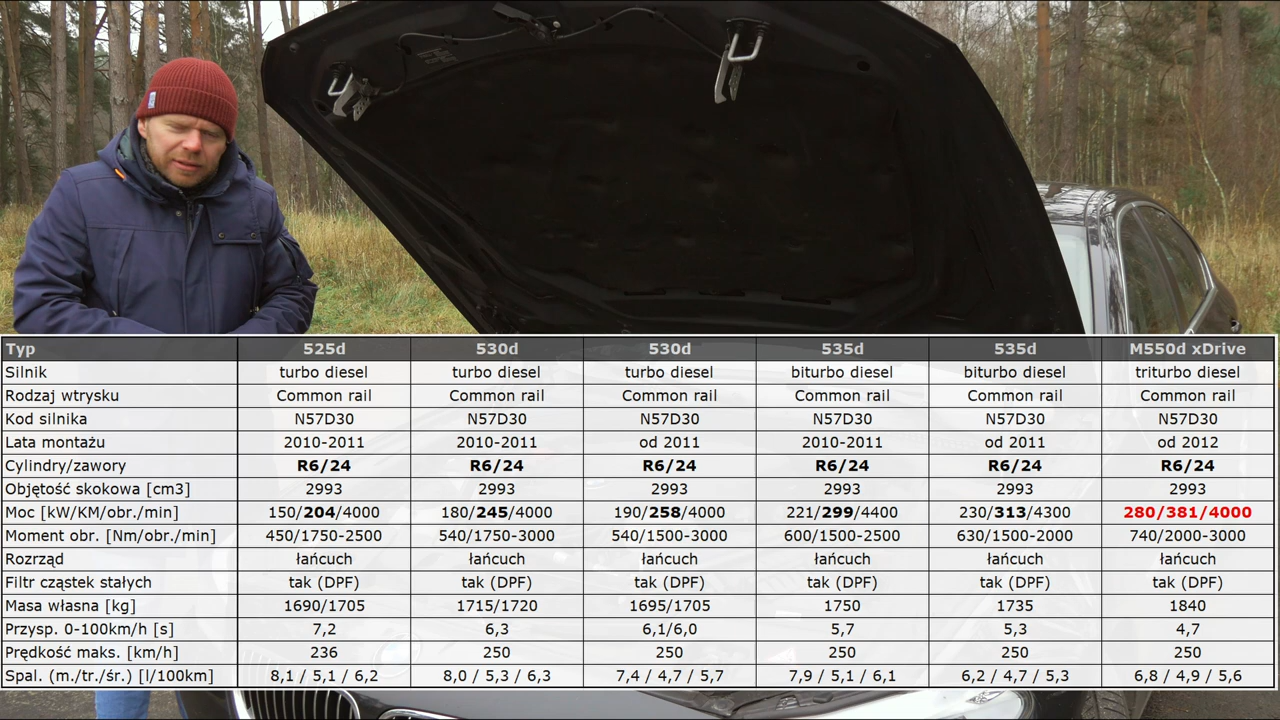 Typ 525d 530d 530d 535d 535d M550d xDrive
Silnik turbo diesel turbo diesel turbo diesel biturbo diesel biturbo diesel triturbo diesel
Rodzaj wtrysku Common rail Common rail Common rail Common rail Common rail Common rail
Kod silnika N57D30 N57D30 N57D30 N57D30 N57D30 N57D30
Lata montażu 2010-2011 2010-2011 od 2011 2010-2011 od 2011 od 2012
Cylindry/zawory R6/24 R6/24 R6/24 R6/24 R6/24 R6/24
Objętość skokowa [cm3] 2993 2993 2993 2993 2993 2993
Moc [kW/KM/obr./min] 150/204/4000 180/245/4000 190/258/4000 221/299/4400 230/313/4300 280/381/4000
Moment obr. [Nm/obr./min] 450/1750-2500 540/1750-3000 540/1500-3000 600/1500-2500 630/1500-2000 740/2000-3000
Rozrząd łańcuch łańcuch łańcuch łańcuch łańcuch łańcuch
Filtr cząstek stałych tak (DPF) tak (DPF) tak (DPF) tak (DPF) tak (DPF) tak (DPF)
Masa własna [kg] 1690/1705 1715/1720 1695/1705 1750 1735 1840
Przysp. 0-100km/h [s] 7,2 6,3 6,1/6,0 5,7 5,3 4,7
Prędkość maks. [km/h] 236 250 250 250 250 250
Spal. (m./tr./śr.) [l/100km] 8,1 / 5,1 / 6,2 8,0 / 5,3 / 6,3 7,4 / 4,7 / 5,7 7,9 / 5,1 / 6,1 6,2 / 4,7 / 5,3 6,8 / 4,9 / 5,6